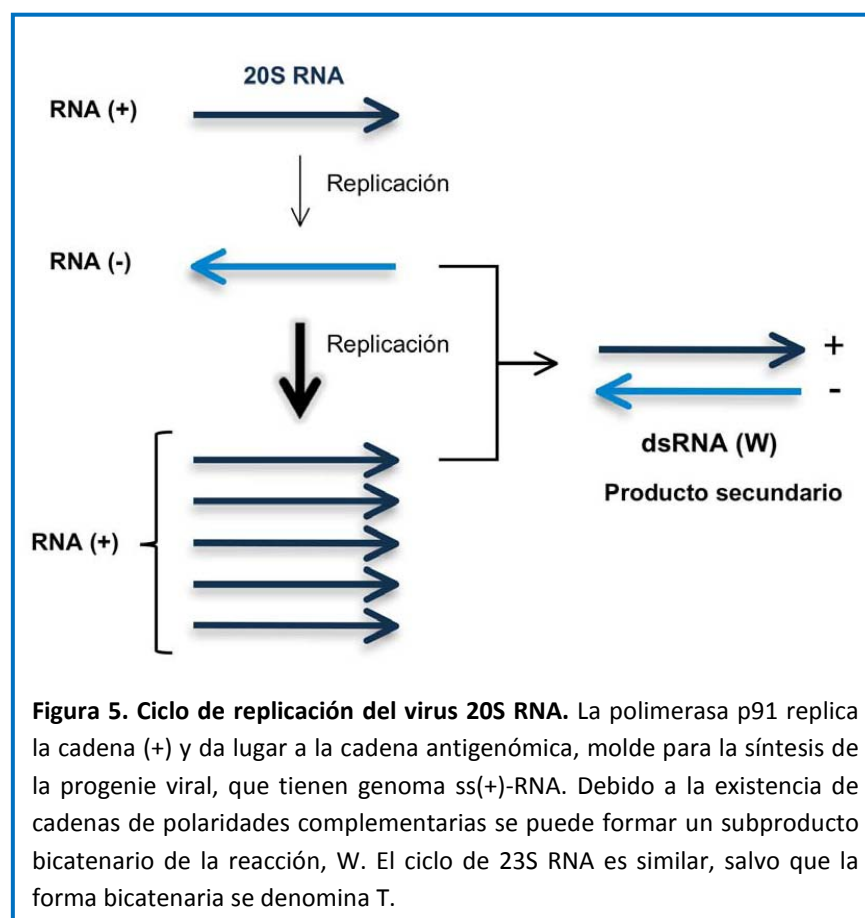 20S RNA
RNA (+)
Replicación
RNA (-)
Replicación
+
-
dsRNA (W)
Producto secundario
RNA (+)
Figura 5. Ciclo de replicación del virus 20S RNA. La polimerasa p91 replica
la cadena (+) y da lugar a la cadena antigenómica, molde para la síntesis de
la progenie viral, que tienen genoma ss(+)-RNA. Debido a la existencia de
cadenas de polaridades complementarias se puede formar un subproducto
bicatenario de la reacción, W. El ciclo de 23S RNA es similar, salvo que la
forma bicatenaria se denomina T.